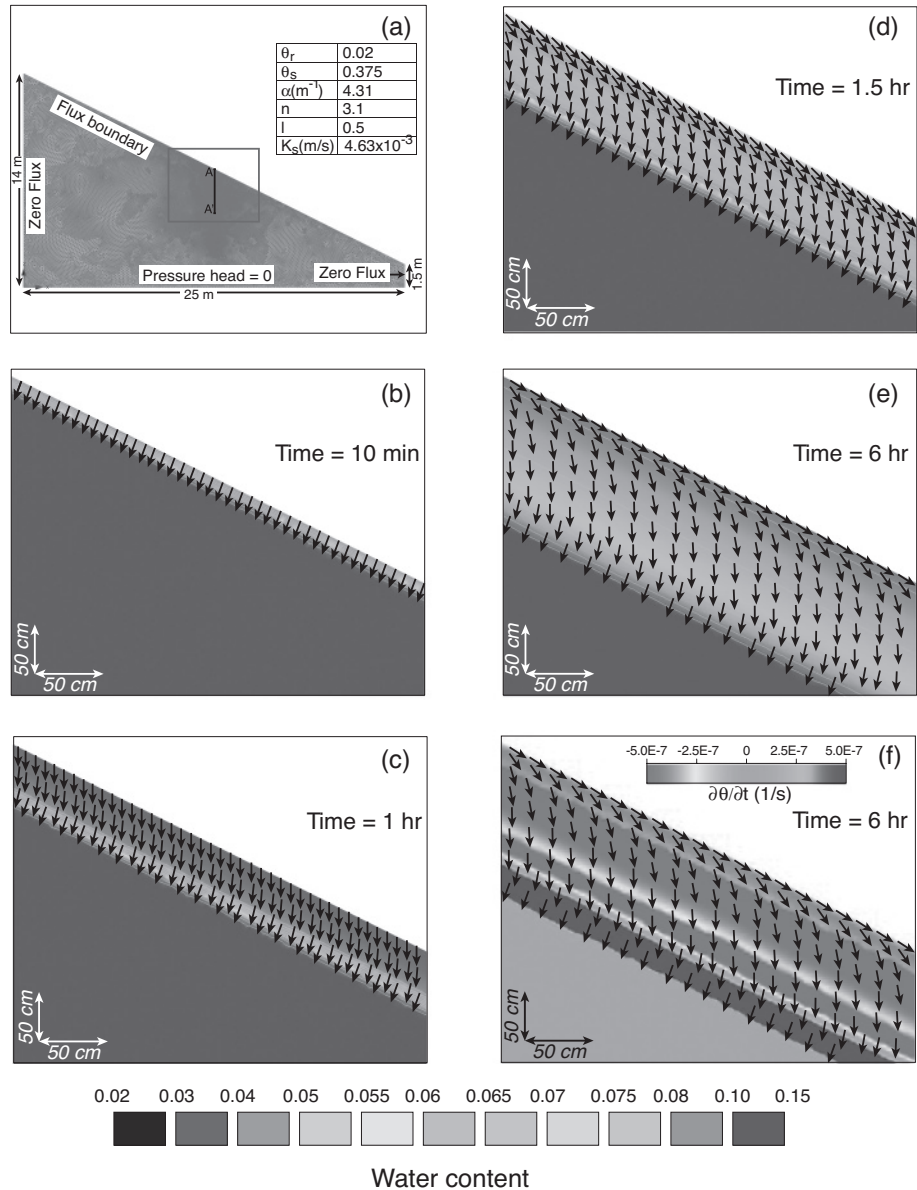 (a)
θr 0.02
θs 0.375
α(m⁻¹) 4.31
n 3.1
l 0.5
Ks(m/s) 4.63x10⁻³
Flux boundary
14 m
Zero Flux
A
A'
Pressure head = 0
Zero Flux
1.5 m
25 m
(b)
Time = 10 min
50 cm
50 cm
(c)
Time = 1 hr
50 cm
50 cm
(d)
Time = 1.5 hr
50 cm
50 cm
(e)
Time = 6 hr
50 cm
50 cm
(f)
-5.0E-7 -2.5E-7 0 2.5E-7 5.0E-7
∂θ/∂t (1/s)
Time = 6 hr
50 cm
50 cm
0.02 0.03 0.04 0.05 0.055 0.06 0.065 0.07 0.075 0.08 0.10 0.15
Water content